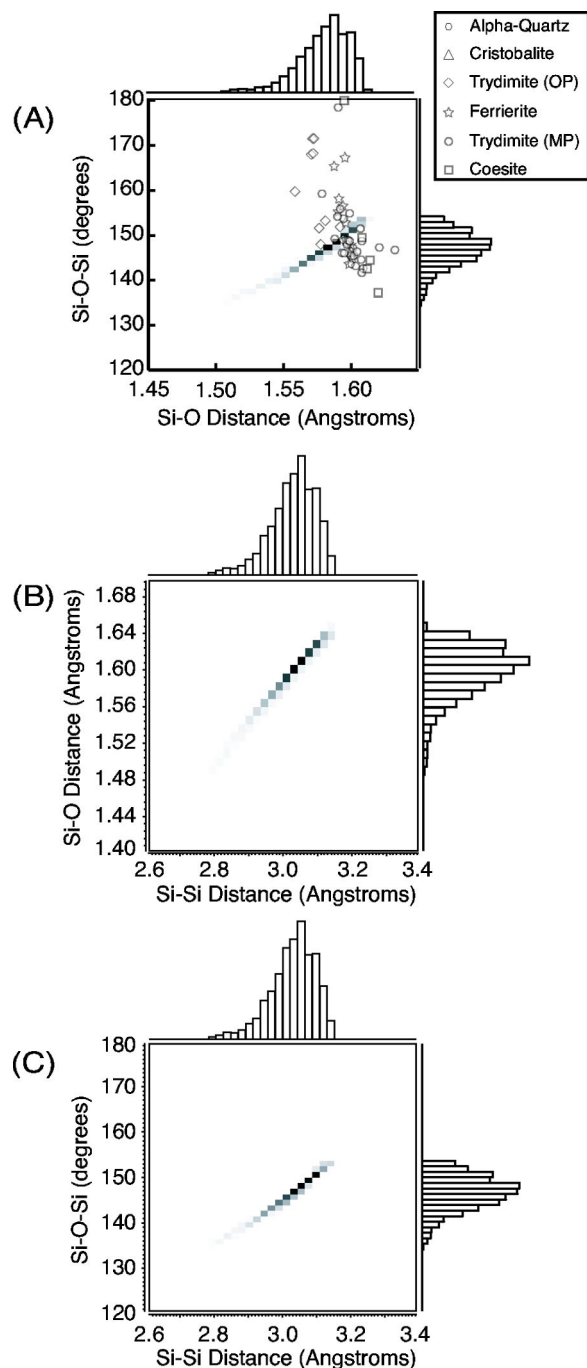 Alpha-Quartz
Cristobalite
Trydimite (OP)
Ferrierite
Trydimite (MP)
Coesite
(A)
180
170
160
150
140
130
120
Si-O-Si (degrees)
1.45 1.50 1.55 1.60
Si-O Distance (Angstroms)
(B)
1.68
1.64
1.60
1.56
1.52
1.48
1.44
1.40
Si-O Distance (Angstroms)
2.6 2.8 3.0 3.2 3.4
Si-Si Distance (Angstroms)
(C)
180
170
160
150
140
130
120
Si-O-Si (degrees)
2.6 2.8 3.0 3.2 3.4
Si-Si Distance (Angstroms)